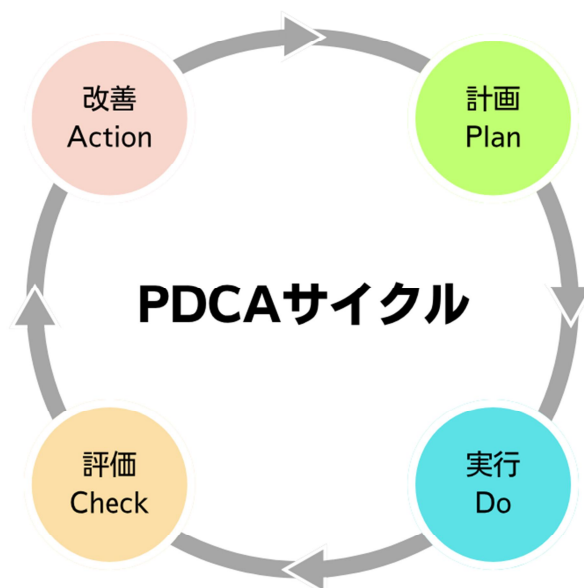 改善
Action
計画
Plan
PDCAサイクル
評価
Check
実行
Do